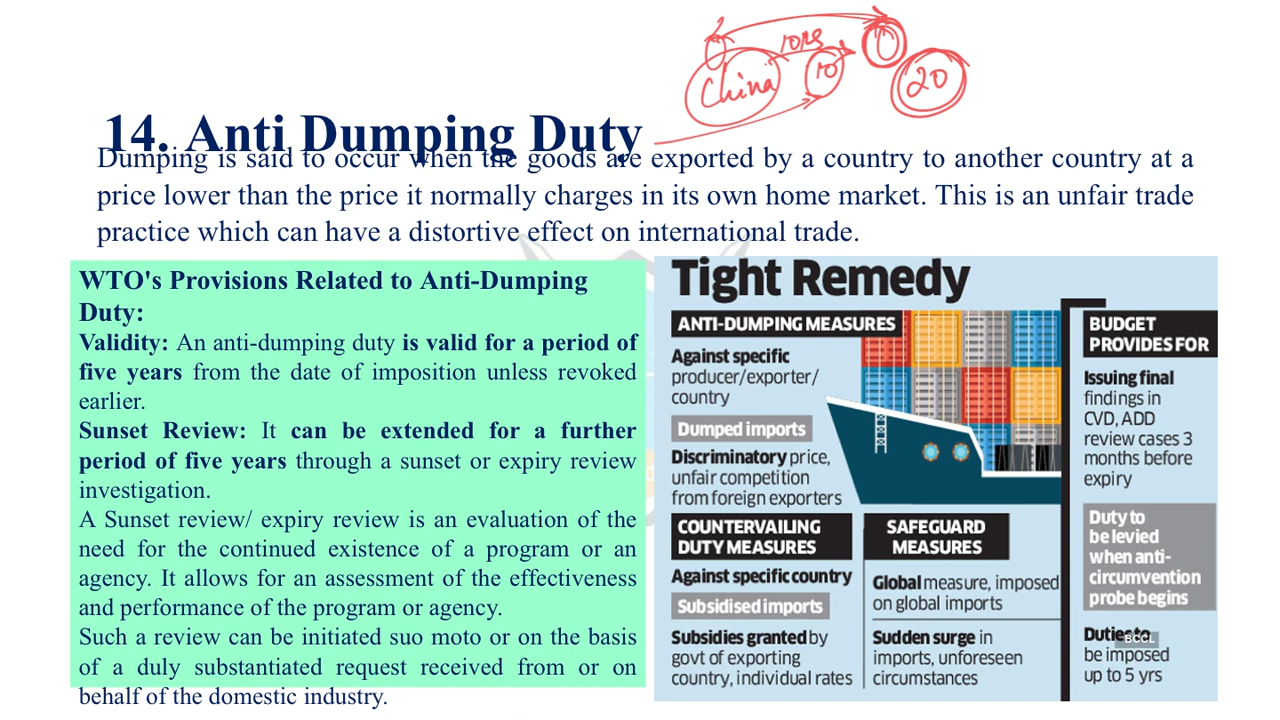 China
10rs
10
20
14. Anti Dumping Duty
Dumping is said to occur when the goods are exported by a country to another country at a
price lower than the price it normally charges in its own home market. This is an unfair trade
practice which can have a distortive effect on international trade.
WTO's Provisions Related to Anti-Dumping
Duty:
Validity: An anti-dumping duty is valid for a period of
five years from the date of imposition unless revoked
earlier.
Sunset Review: It can be extended for a further
period of five years through a sunset or expiry review
investigation.
A Sunset review/ expiry review is an evaluation of the
need for the continued existence of a program or an
agency. It allows for an assessment of the effectiveness
and performance of the program or agency.
Such a review can be initiated suo moto or on the basis
of a duly substantiated request received from or on
behalf of the domestic industry.
Tight Remedy
ANTI-DUMPING MEASURES
Against specific
producer/exporter/
country
Dumped imports
Discriminatory price,
unfair competition
from foreign exporters
COUNTERVAILING
DUTY MEASURES
Against specific country
Subsidised imports
Subsidies granted by
govt of exporting
country, individual rates
SAFEGUARD
MEASURES
Global measure, imposed
on global imports
Sudden surge in
imports, unforeseen
circumstances
BUDGET
PROVIDES FOR
Issuing final
findings in
CVD, ADD
review cases 3
months before
expiry
Duty to
be levied
when anti-
circumvention
probe begins
Duties to
BCCL
be imposed
up to 5 yrs